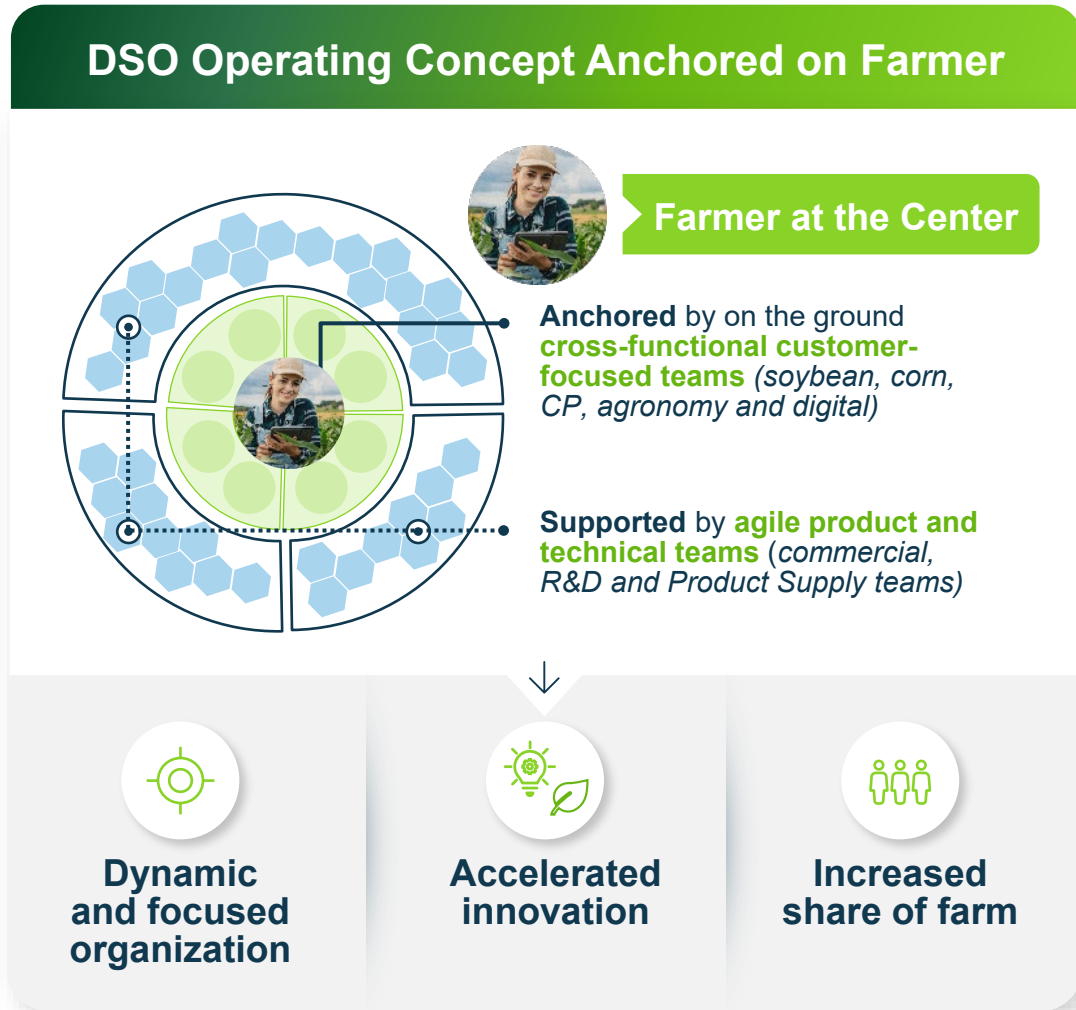 DSO Operating Concept Anchored on Farmer
Farmer at the Center
Anchored by on the ground
cross-functional customer-
focused teams (soybean, corn,
CP, agronomy and digital)
Supported by agile product and
technical teams (commercial,
R&D and Product Supply teams)
Dynamic
and focused
organization
Accelerated
innovation
Increased
share of farm